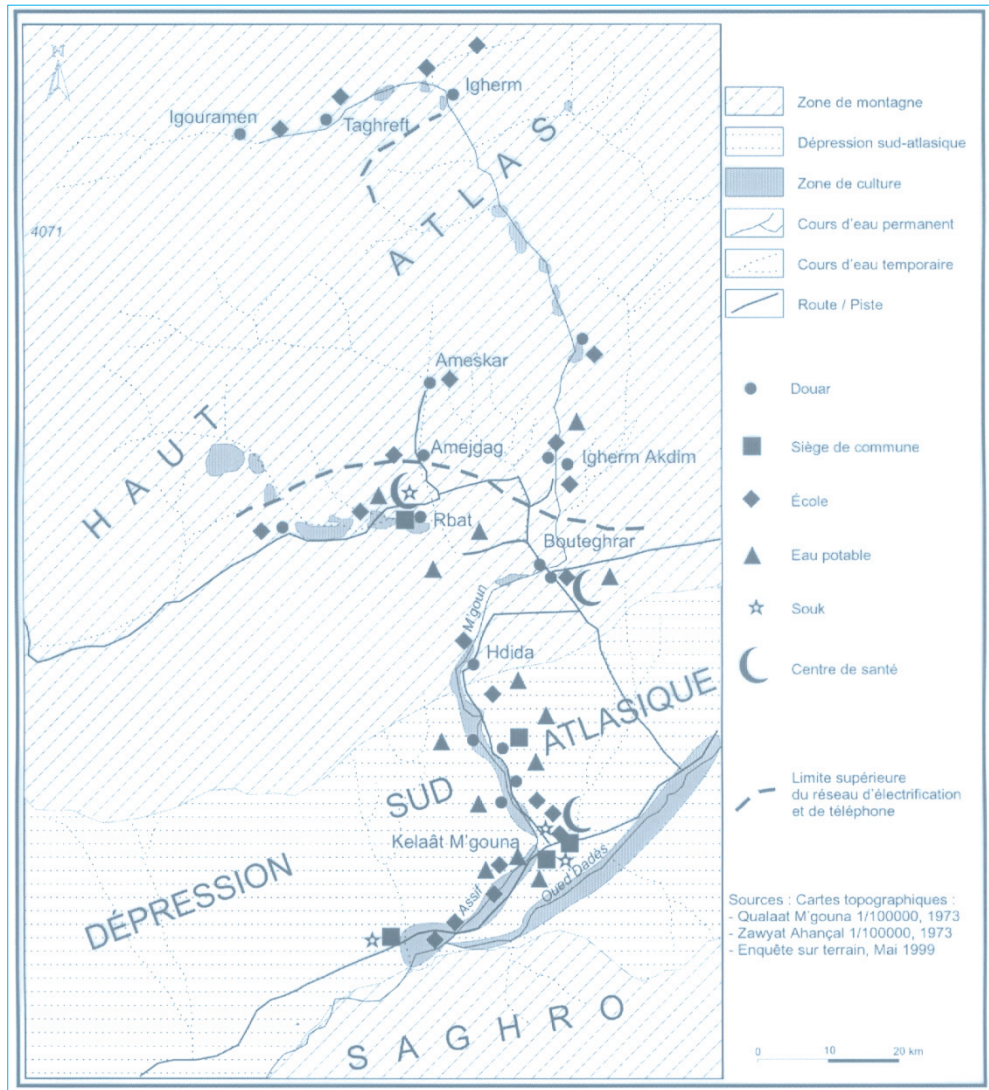 N
Igherm
Igouramen
Taghreft
ATLAS
4071
Ameskar
HAUT
Amejgag
Igherm Akdim
Rbat
Bouteghrar
M'goun
Hdida
ATLASIQUE
SUD
Kelaât M'gouna
DÉPRESSION
Assif
Oued Dadès
SAGHRO
Zone de montagne
Dépression sud-atlasique
Zone de culture
Cours d'eau permanent
Cours d'eau temporaire
Route / Piste
Douar
Siège de commune
École
Eau potable
Souk
Centre de santé
Limite supérieure
du réseau d'électrification
et de téléphone
Sources : Cartes topographiques :
- Qualaat M'gouna 1/100000, 1973
- Zawyat Ahançal 1/100000, 1973
- Enquête sur terrain, Mai 1999
0 10 20 km